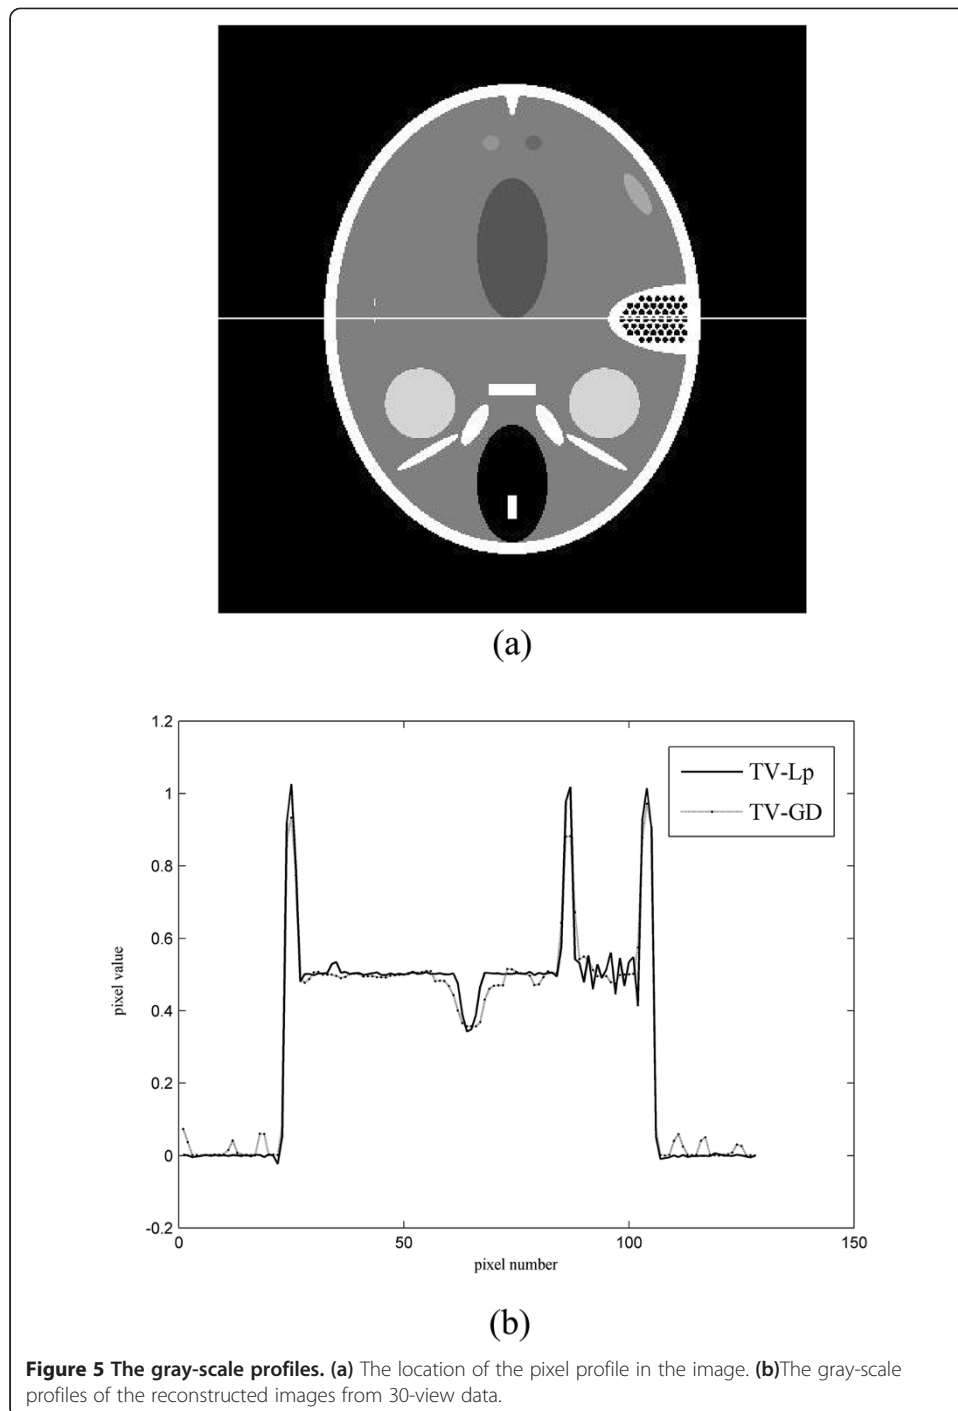 (a)
1.2
1
0.8
0.6
0.4
0.2
0
-0.2
pixel value
TV-Lp
TV-GD
0
50
100
150
pixel number
(b)
Figure 5 The gray-scale profiles. (a) The location of the pixel profile in the image. (b)The gray-scale
profiles of the reconstructed images from 30-view data.